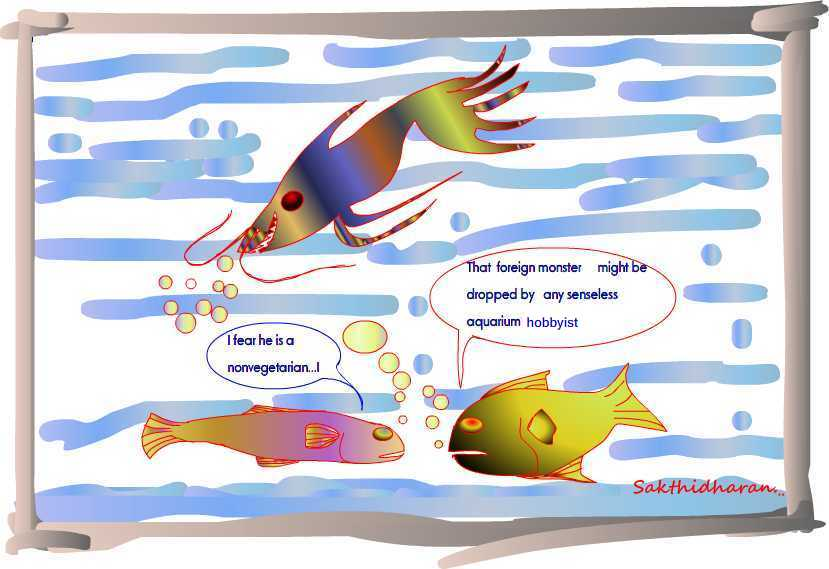 That foreign monster might be
dropped by any senseless
aquarium hobbyist
I fear he is a
nonvegetarian...!
Sakthidharan...